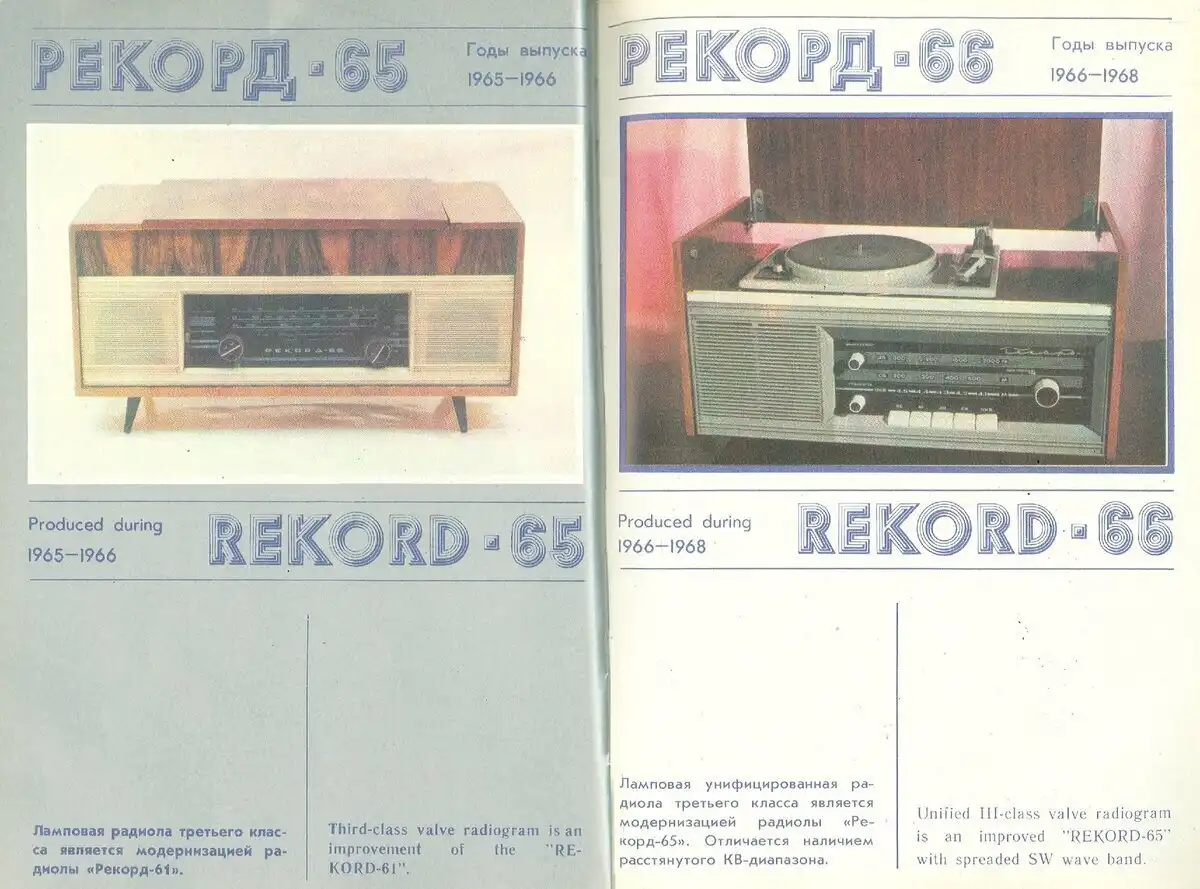 РЕКОРД·65
Годы выпуска
1965—1966
РЕКОРД-65
Produced during
1965—1966
REKORD·65
Ламповая радиола третьего клас-
са является модернизацией ра-
диолы «Рекорд-61».
Third-class valve radiogram is an
improvement of the "RE-
KORD-61".
РЕКОРД·66
Годы выпуска
1966—1968
Рекорд
Produced during
1966—1968
REKORD·66
Ламповая унифицированная ра-
диола третьего класса является
модернизацией радиолы «Ре-
корд-65». Отличается наличием
расстянутого КВ-диапазона.
Unified III-class valve radiogram
is an improved "REKORD-65"
with spreaded SW wave band.